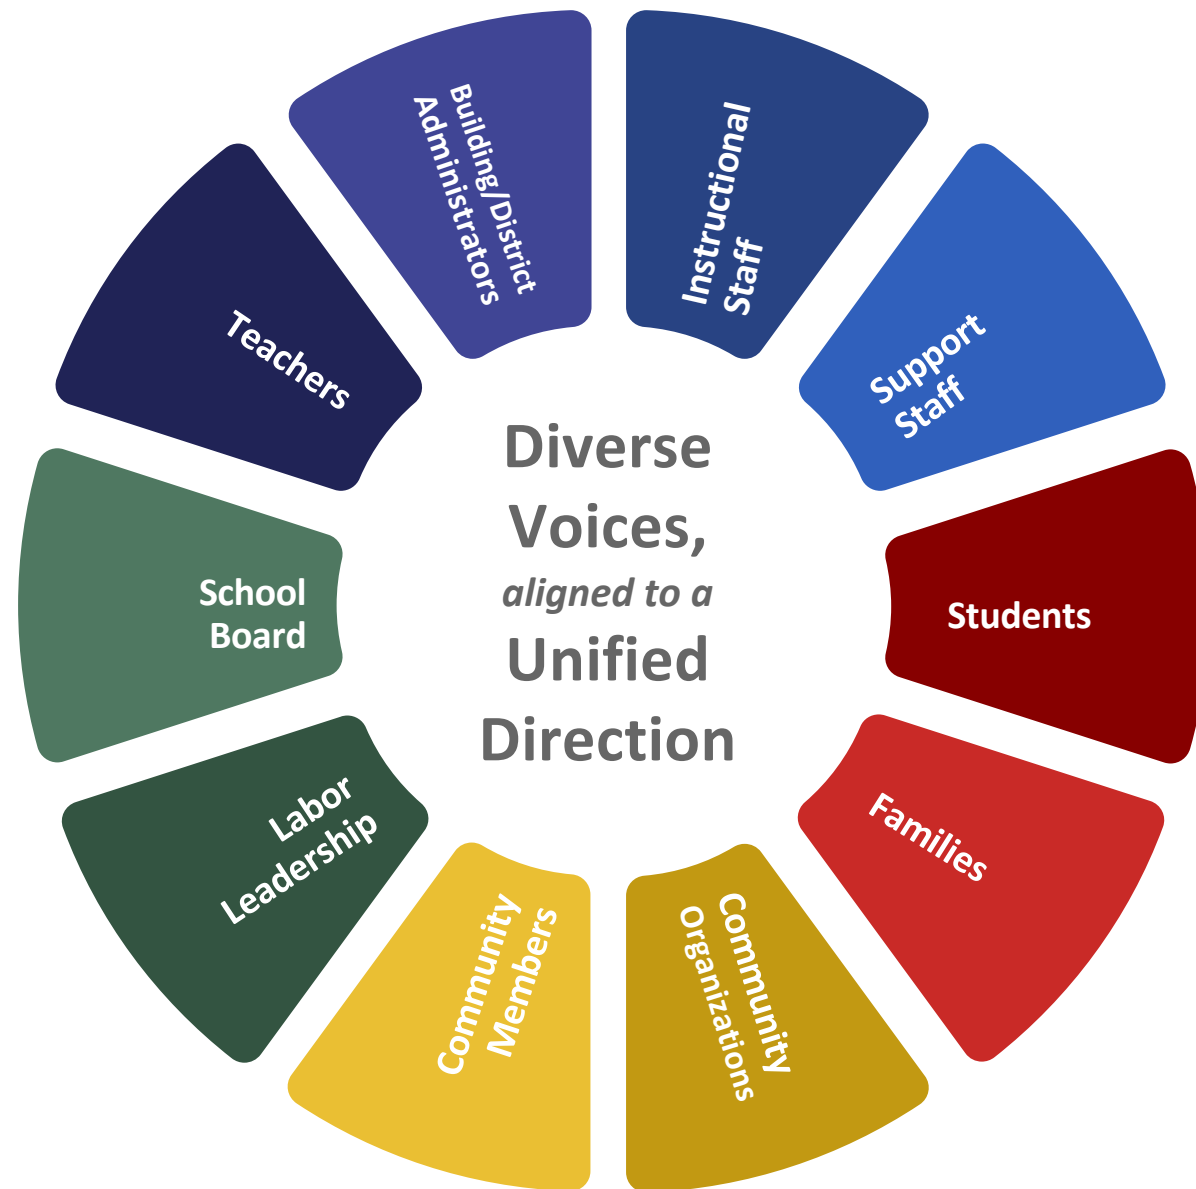 Building/District
Administrators
Instructional
Staff
Support
Staff
Students
Families
Community
Organizations
Community
Members
Labor
Leadership
School
Board
Teachers
Diverse
Voices,
aligned to a
Unified
Direction